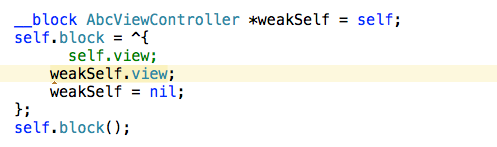 __block AbcViewController *weakSelf = self;
self.block = ^{
self.view;
weakSelf.view;
weakSelf = nil;
};
self.block();